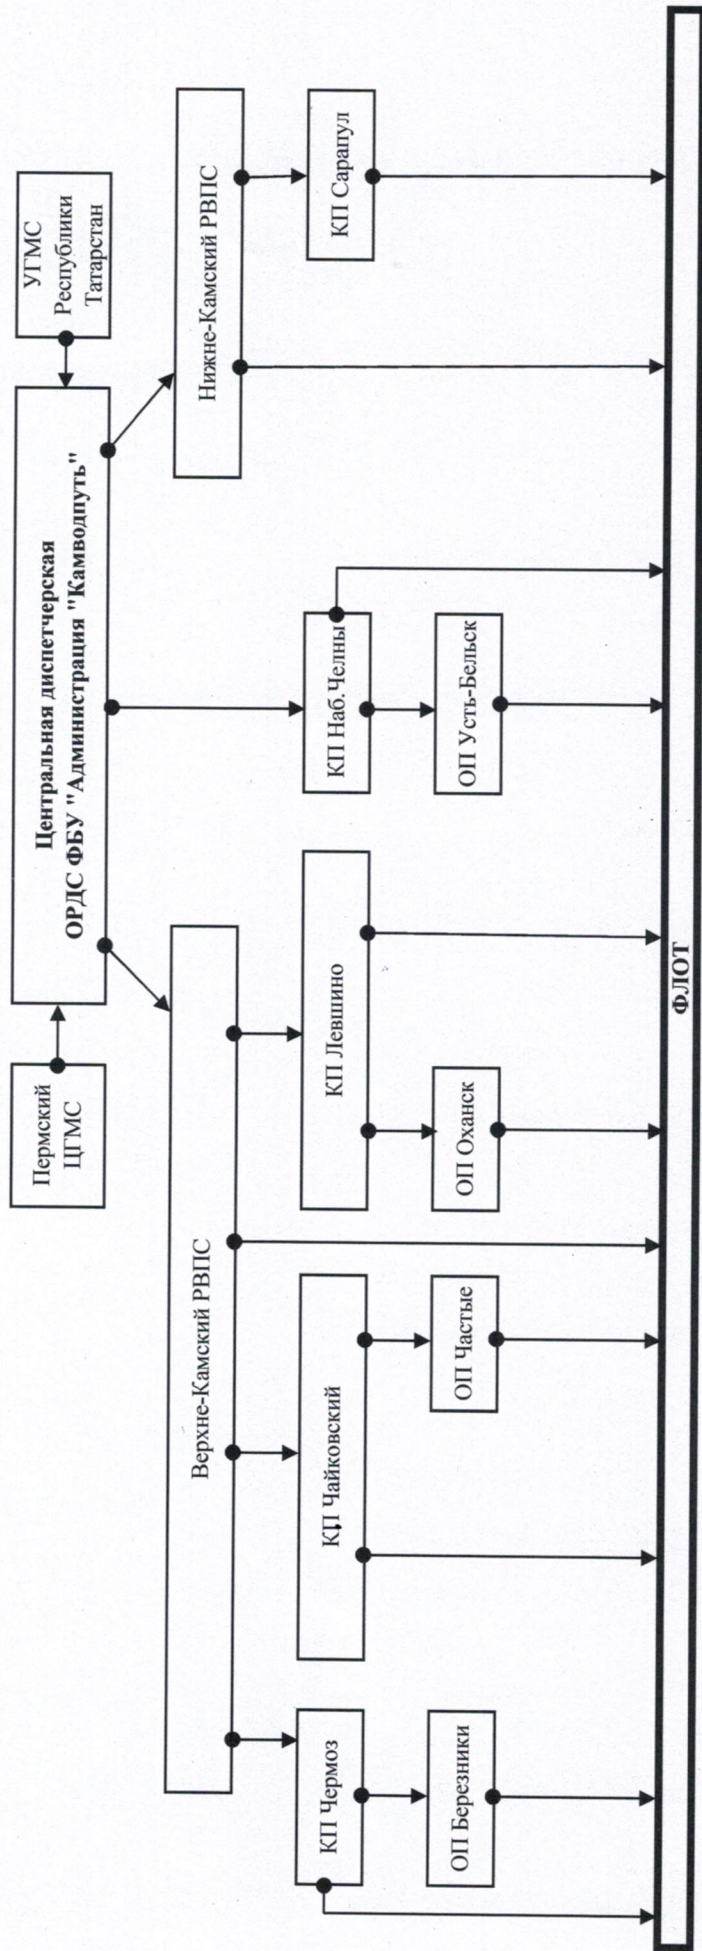 Центральная диспетчерская
ОРДС ФБУ "Администрация "Камводпуть"
Пермский
ЦГМС
УГМС
Республики
Татарстан
Верхне-Камский РВПС
Нижне-Камский РВПС
КП Чермоз
КП Чайковский
КП Левшино
КП Наб.Челны
КП Сарапул
ОП Березники
ОП Частые
ОП Оханск
ОП Усть-Бельск
ФЛОТ